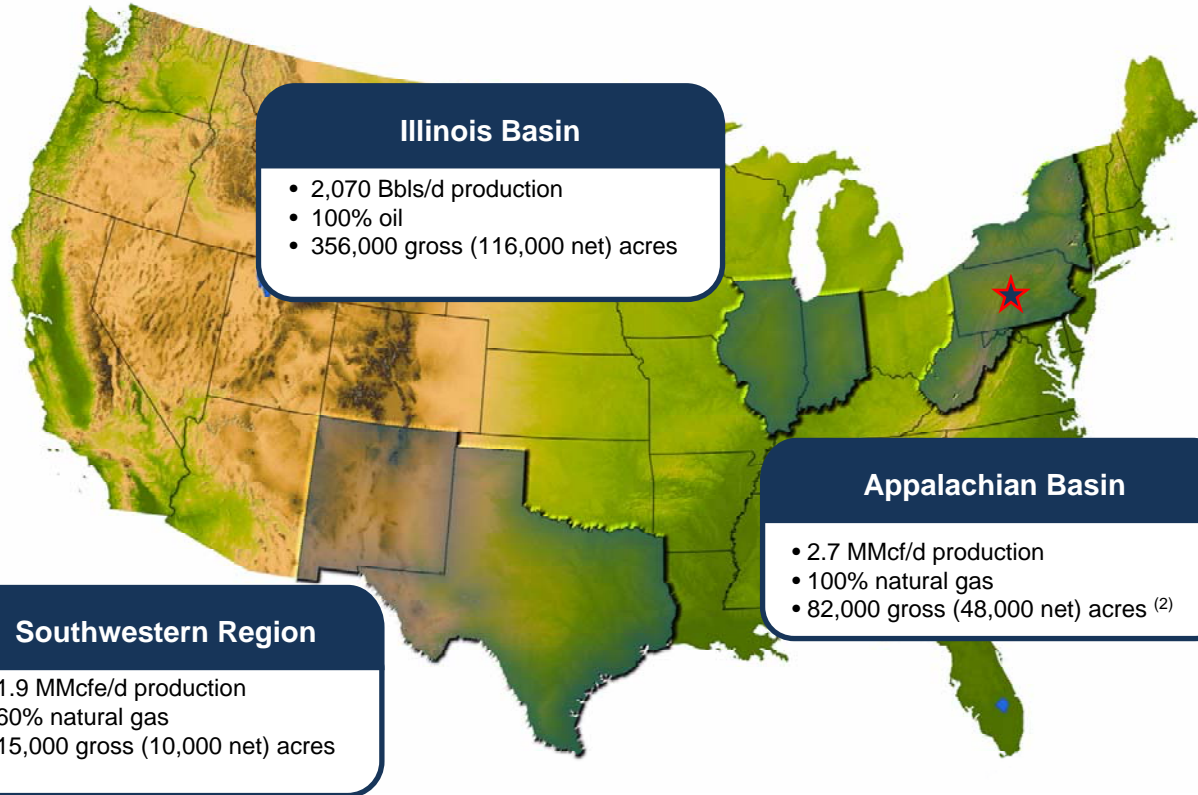 Illinois Basin
• 2,070 Bbls/d production
• 100% oil
• 356,000 gross (116,000 net) acres
Appalachian Basin
• 2.7 MMcf/d production
• 100% natural gas
• 82,000 gross (48,000 net) acres (2)
Southwestern Region
1.9 MMcfe/d production
60% natural gas
15,000 gross (10,000 net) acres